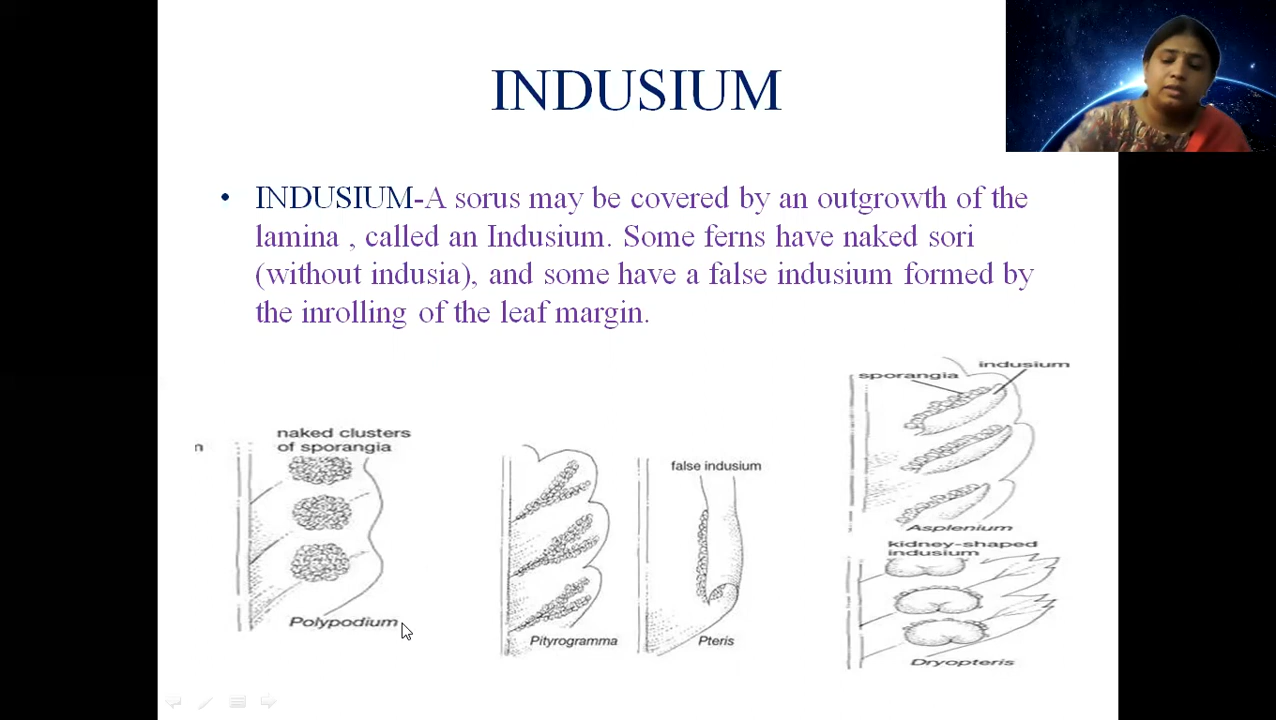 INDUSIUM
• INDUSIUM-A sorus may be covered by an outgrowth of the
lamina , called an Indusium. Some ferns have naked sori
(without indusia), and some have a false indusium formed by
the inrolling of the leaf margin.
n
naked clusters
of sporangia
Polypodium
Pityrogramma
false indusium
Pteris
sporangia
indusium
Asplenium
kidney-shaped
indusium
Dryopteris